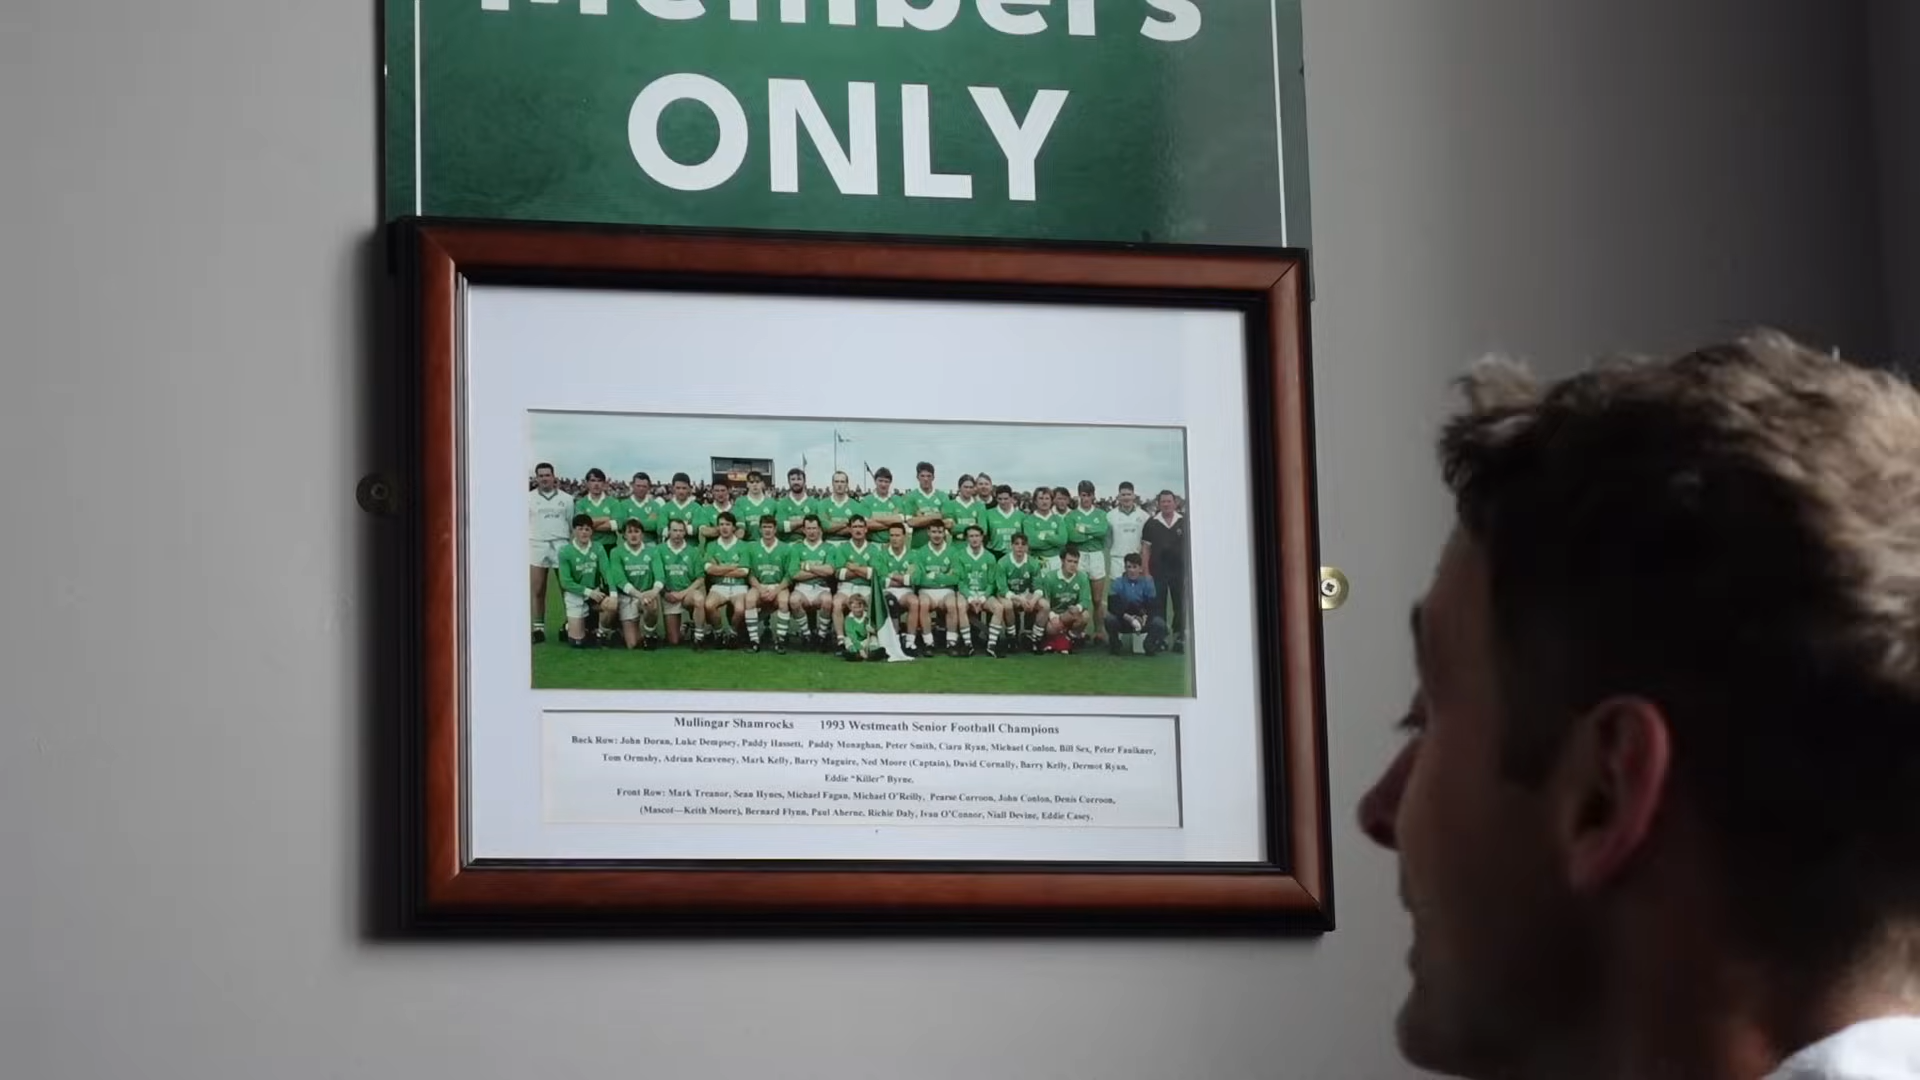 Members
ONLY
Mullingar Shamrocks 1993 Westmeath Senior Football Champions
Back Row: John Doran, Luke Dempsey, Paddy Hassett, Paddy Monaghan, Peter Smith, Ciara Ryan, Michael Conlon, Bill Sex, Peter Faulkner,
Tom Ormsby, Adrian Keaveney, Mark Kelly, Barry Maguire, Ned Moore (Captain), David Cornally, Barry Kelly, Dermot Ryan,
Eddie "Killer" Byrne.
Front Row: Mark Treanor, Sean Hynes, Michael Fagan, Michael O'Reilly, Pearse Corroon, John Conlon, Denis Corroon,
(Mascot—Keith Moore), Bernard Flynn, Paul Aherne, Richie Daly, Ivan O'Connor, Niall Devine, Eddie Casey.